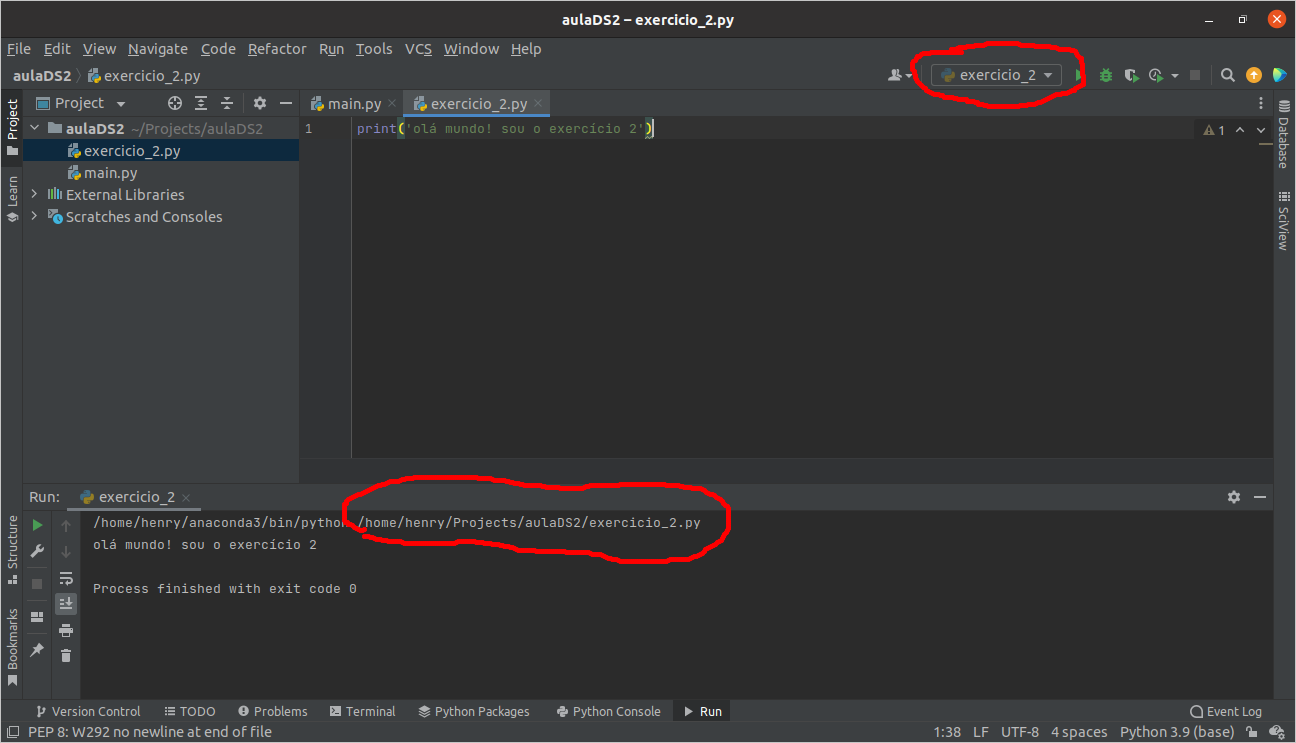 aulaDS2 – exercicio_2.py
File Edit View Navigate Code Refactor Run Tools VCS Window Help
aulaDS2 exercicio_2.py
exercicio_2
Project
main.py
exercicio_2.py
Project
Learn
aulaDS2 ~/Projects/aulaDS2
exercicio_2.py
main.py
External Libraries
Scratches and Consoles
1 print('olá mundo! sou o exercício 2')
1
Database
SciView
Run: exercicio_2
/home/henry/anaconda3/bin/python /home/henry/Projects/aulaDS2/exercicio_2.py
olá mundo! sou o exercício 2
Process finished with exit code 0
Structure
Bookmarks
Version Control TODO Problems Terminal Python Packages Python Console Run Event Log
PEP 8: W292 no newline at end of file 1:38 LF UTF-8 4 spaces Python 3.9 (base)